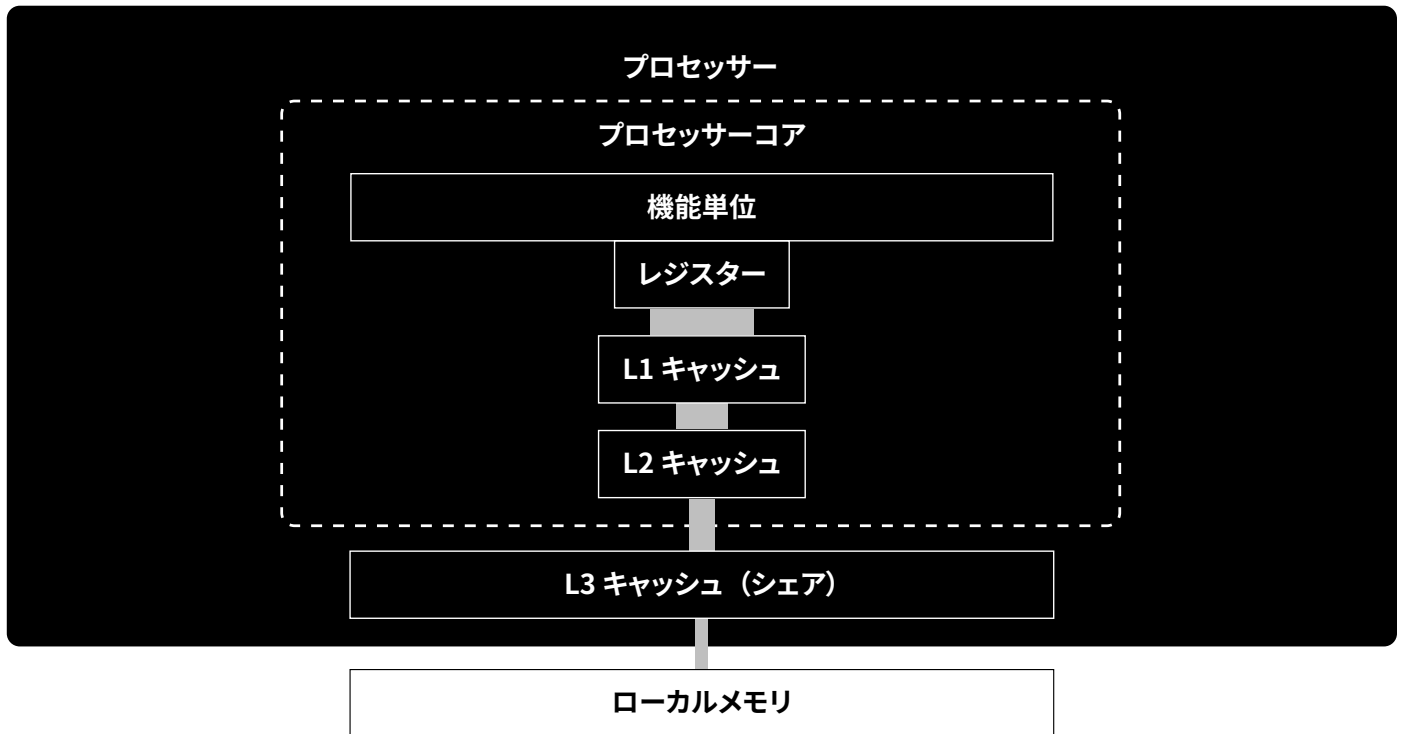 プロセッサー
プロセッサーコア
機能単位
レジスター
L1 キャッシュ
L2 キャッシュ
L3 キャッシュ（シェア）
ローカルメモリ